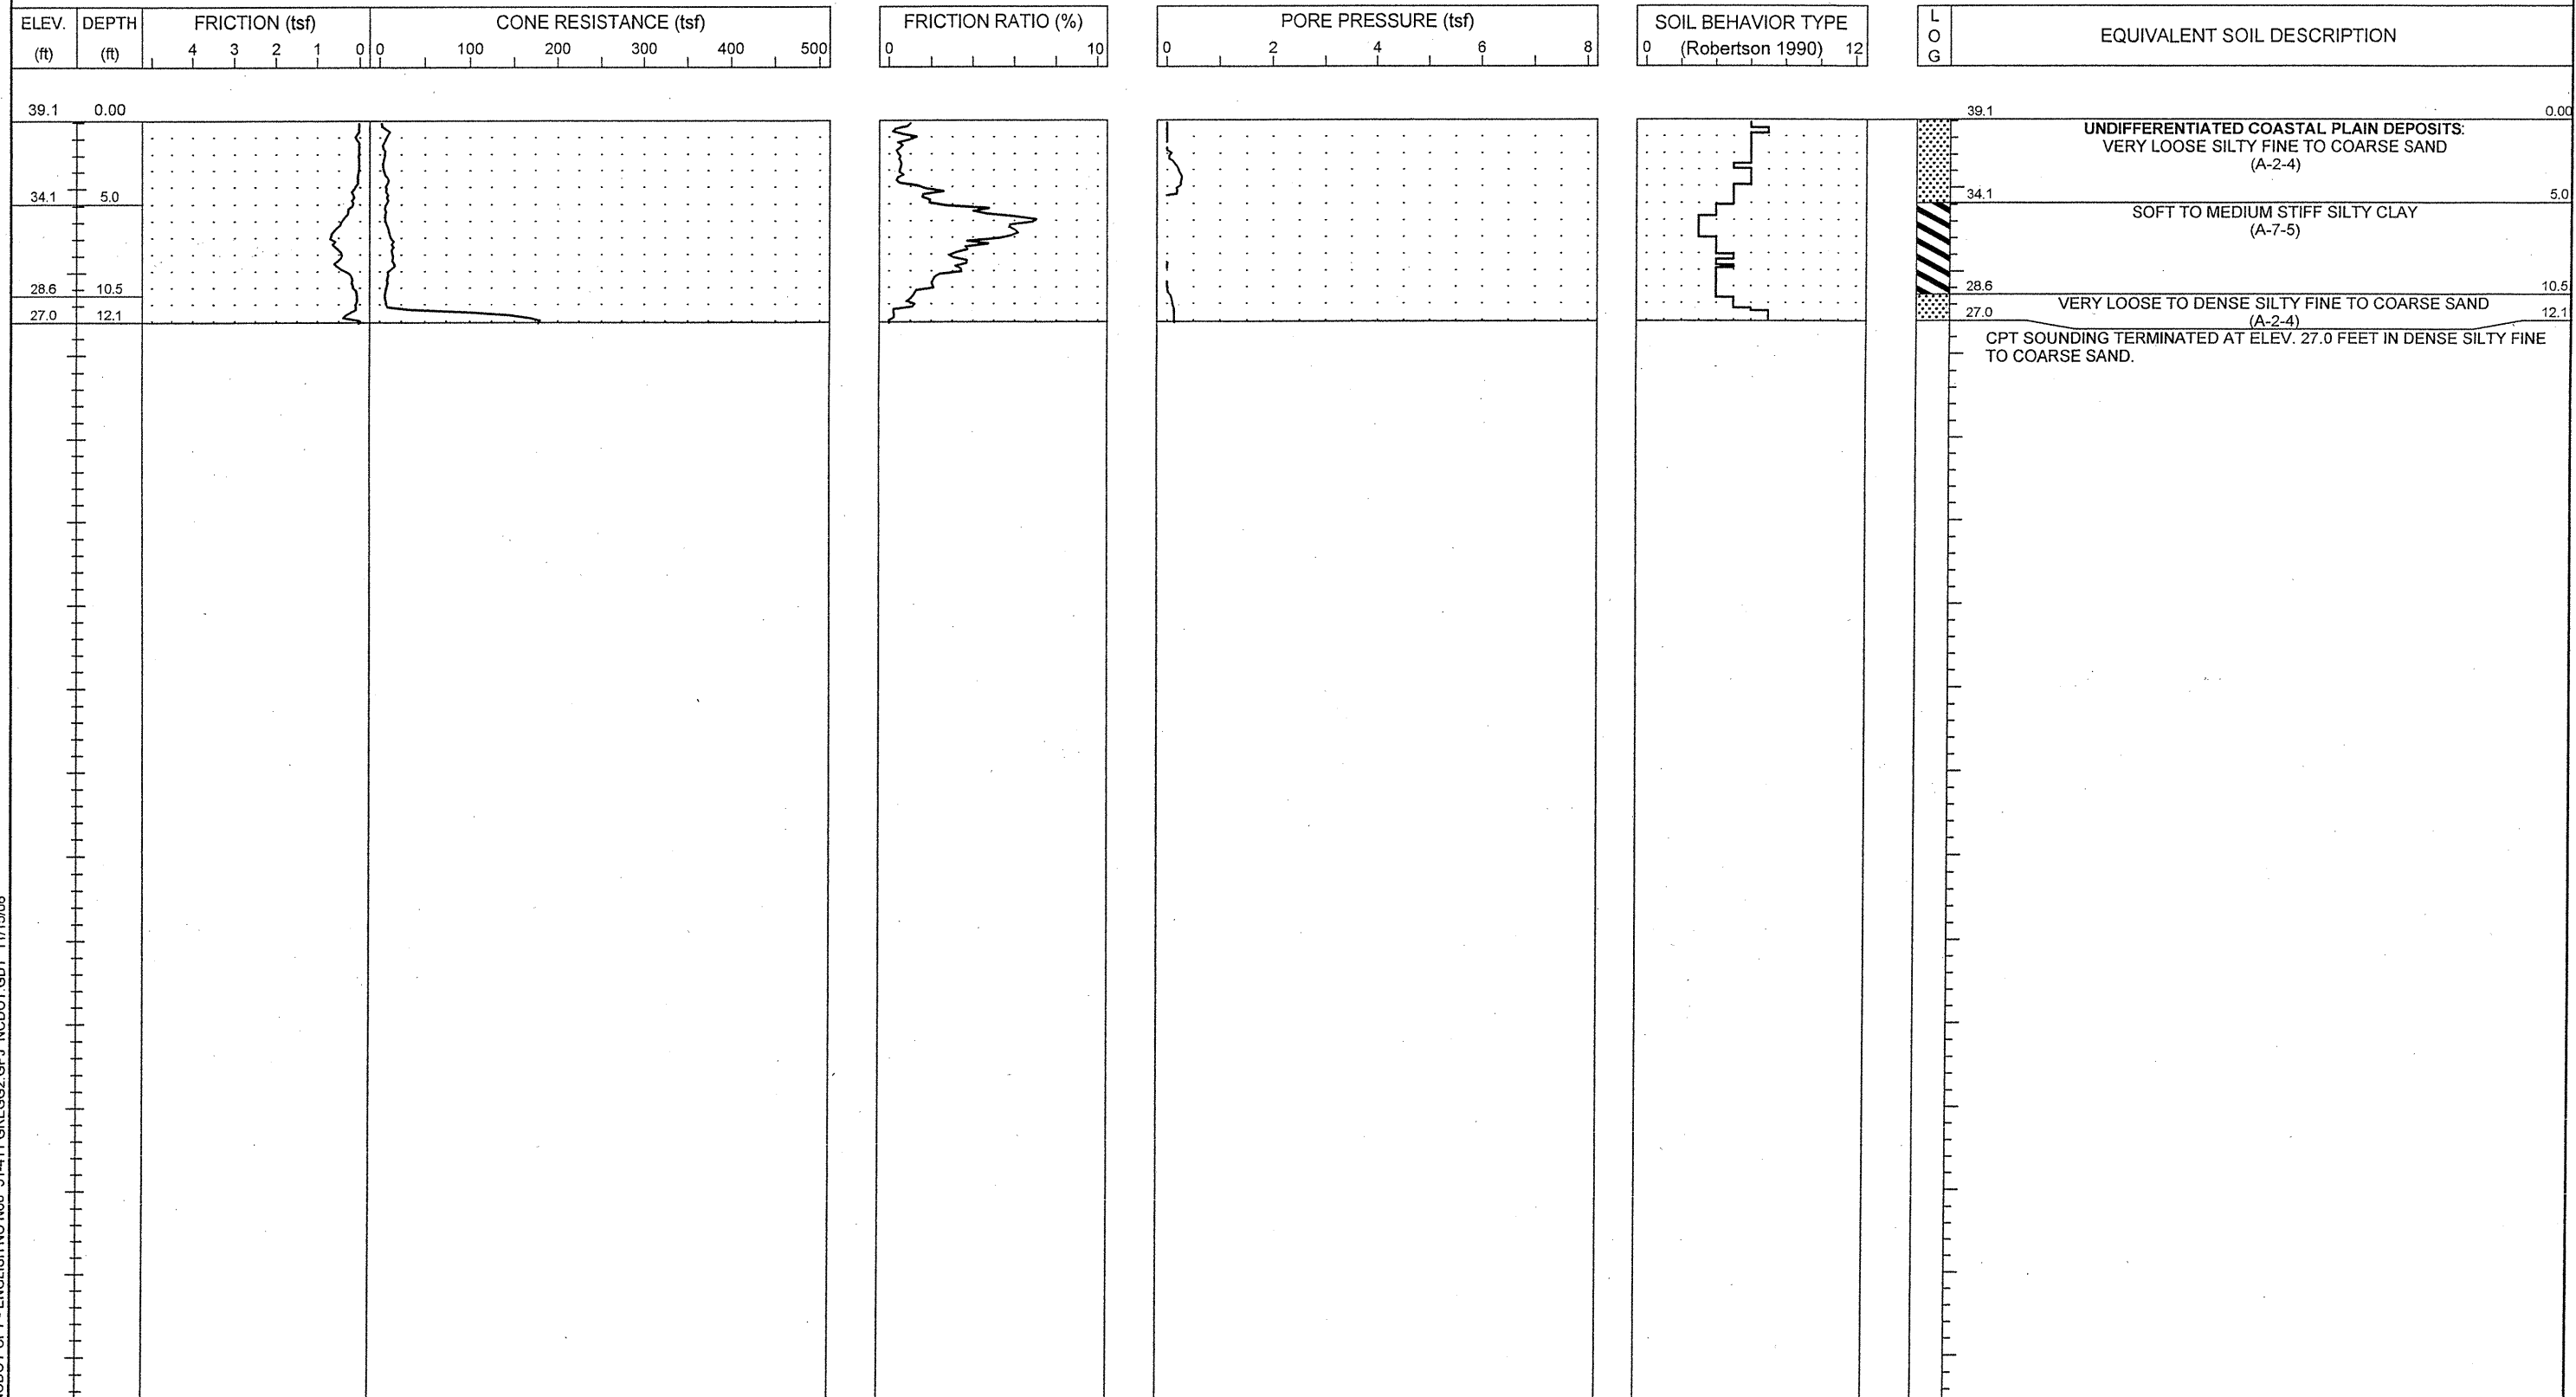 ELEV. DEPTH FRICTION (tsf) CONE RESISTANCE (tsf) FRICTION RATIO (%) PORE PRESSURE (tsf) SOIL BEHAVIOR TYPE L
(ft) (ft) 4 3 2 1 0 0 100 200 300 400 500 0 10 0 2 4 6 8 0 (Robertson 1990) 12 O EQUIVALENT SOIL DESCRIPTION
G
39.1 0.00 39.1 0.00
UNDIFFERENTIATED COASTAL PLAIN DEPOSITS:
VERY LOOSE SILTY FINE TO COARSE SAND
(A-2-4)
34.1 5.0 34.1 5.0
SOFT TO MEDIUM STIFF SILTY CLAY
(A-7-5)
28.6 10.5 28.6 10.5
VERY LOOSE TO DENSE SILTY FINE TO COARSE SAND
27.0 12.1 27.0 (A-2-4) 12.1
CPT SOUNDING TERMINATED AT ELEV. 27.0 FEET IN DENSE SILTY FINE
TO COARSE SAND.